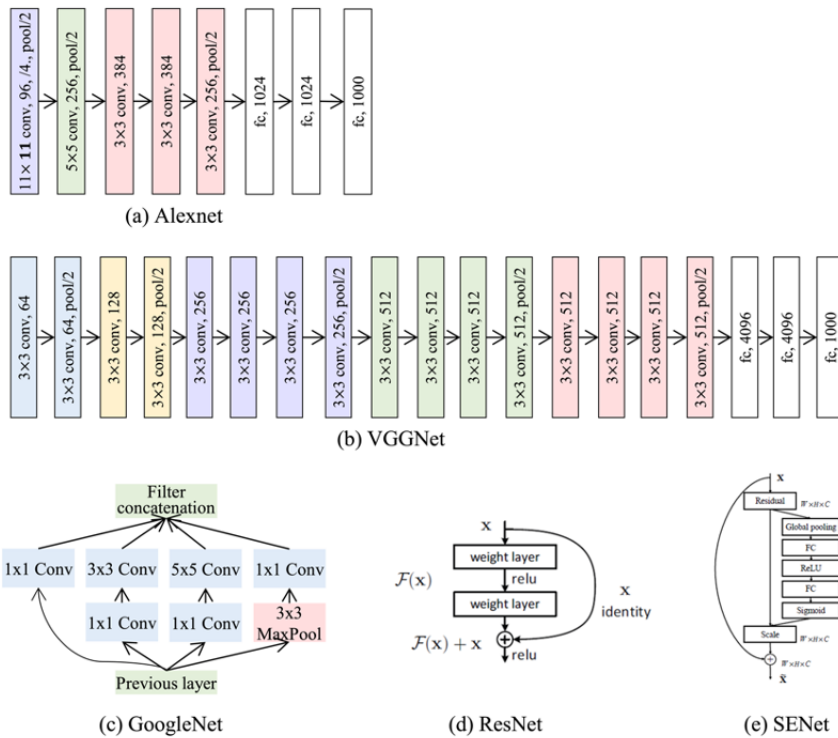 11× 11 conv, 96, /4., pool/2
5×5 conv, 256, pool/2
3×3 conv, 384
3×3 conv, 384
3×3 conv, 256, pool/2
fc, 1024
fc, 1024
fc, 1000
(a) Alexnet
3×3 conv, 64
3×3 conv, 64, pool/2
3×3 conv, 128
3×3 conv, 128, pool/2
3×3 conv, 256
3×3 conv, 256
3×3 conv, 256
3×3 conv, 256, pool/2
3×3 conv, 512
3×3 conv, 512
3×3 conv, 512
3×3 conv, 512, pool/2
3×3 conv, 512
3×3 conv, 512
3×3 conv, 512
3×3 conv, 512, pool/2
fc, 4096
fc, 4096
fc, 1000
(b) VGGNet
Filter
concatenation
1x1 Conv
3x3 Conv
5x5 Conv
1x1 Conv
1x1 Conv
1x1 Conv
3x3
MaxPool
Previous layer
(c) GoogleNet
x
weight layer
F(x)
relu
weight layer
x
identity
F(x) + x
relu
(d) ResNet
x
Residual
W×H×C
Global pooling
FC
ReLU
FC
Sigmoid
Scale
W×H×C
+
W×H×C
x̃
(e) SENet